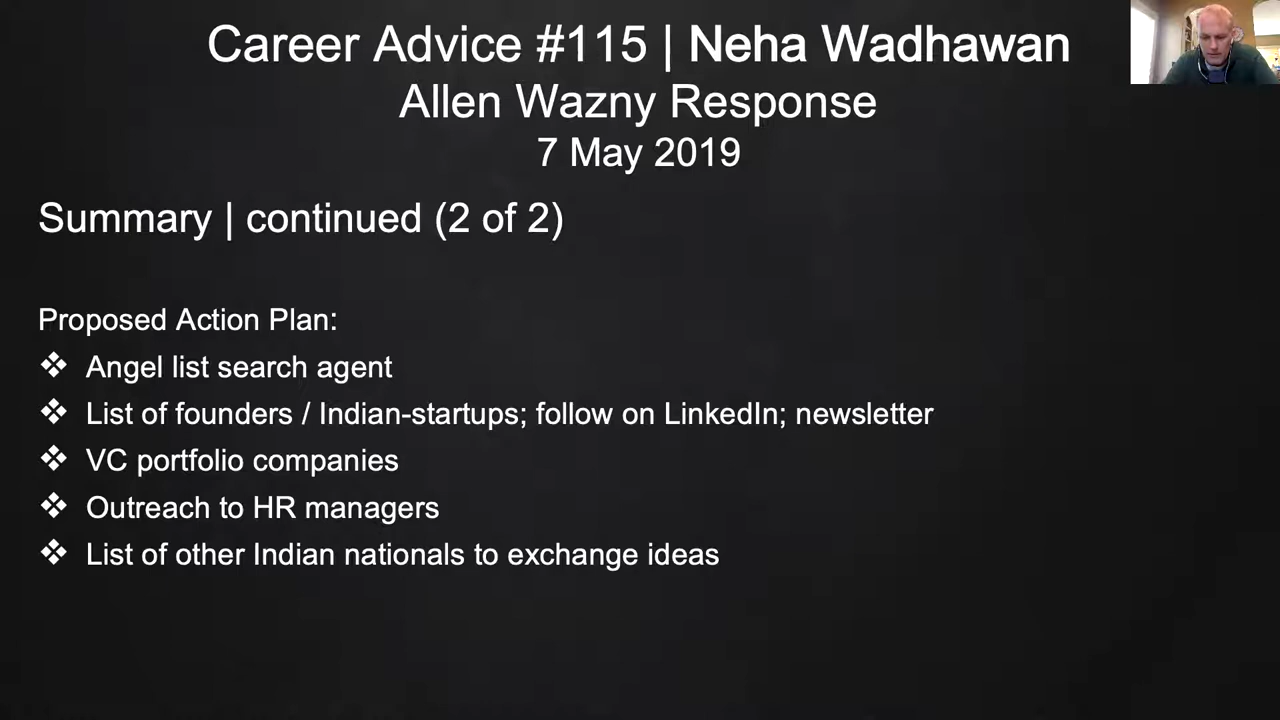 Career Advice #115 | Neha Wadhawan
Allen Wazny Response
7 May 2019
Summary | continued (2 of 2)
Proposed Action Plan:
❖ Angel list search agent
❖ List of founders / Indian-startups; follow on LinkedIn; newsletter
❖ VC portfolio companies
❖ Outreach to HR managers
❖ List of other Indian nationals to exchange ideas